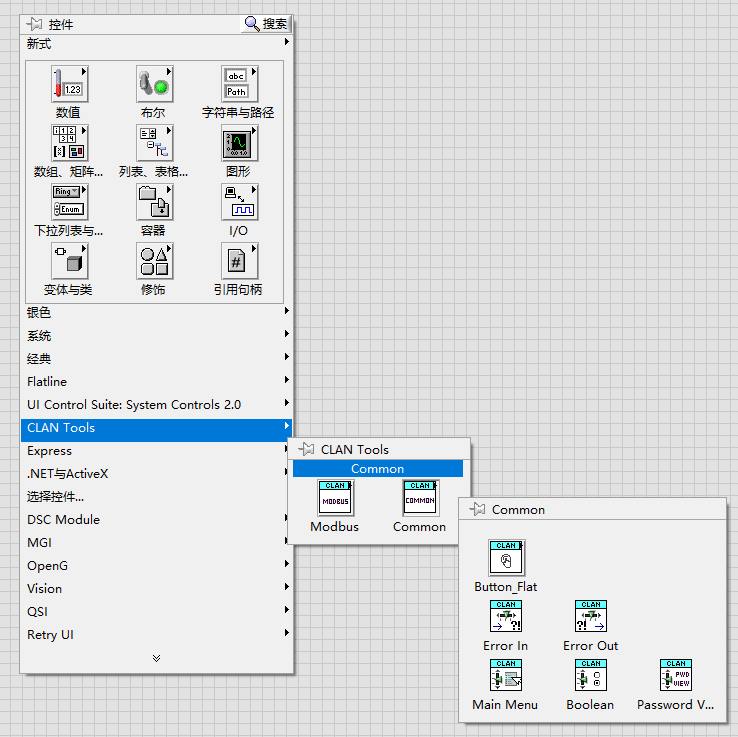 控件
搜索
新式
1.23
abc
Path
数值
布尔
字符串与路径
数组、矩阵...
列表、表格...
图形
Ring
Enum
下拉列表与...
容器
I/O
#
变体与类
修饰
引用句柄
银色
系统
经典
Flatline
UI Control Suite: System Controls 2.0
CLAN Tools
Express
.NET与ActiveX
选择控件...
DSC Module
MGI
OpenG
Vision
QSI
Retry UI
CLAN Tools
Common
CLAN
MODBUS
CLAN
COMMON
Modbus
Common
Common
CLAN
Button_Flat
CLAN
?!
CLAN
?!
Error In
Error Out
CLAN
CLAN
CLAN
PWD
VIEW
Main Menu
Boolean
Password V...